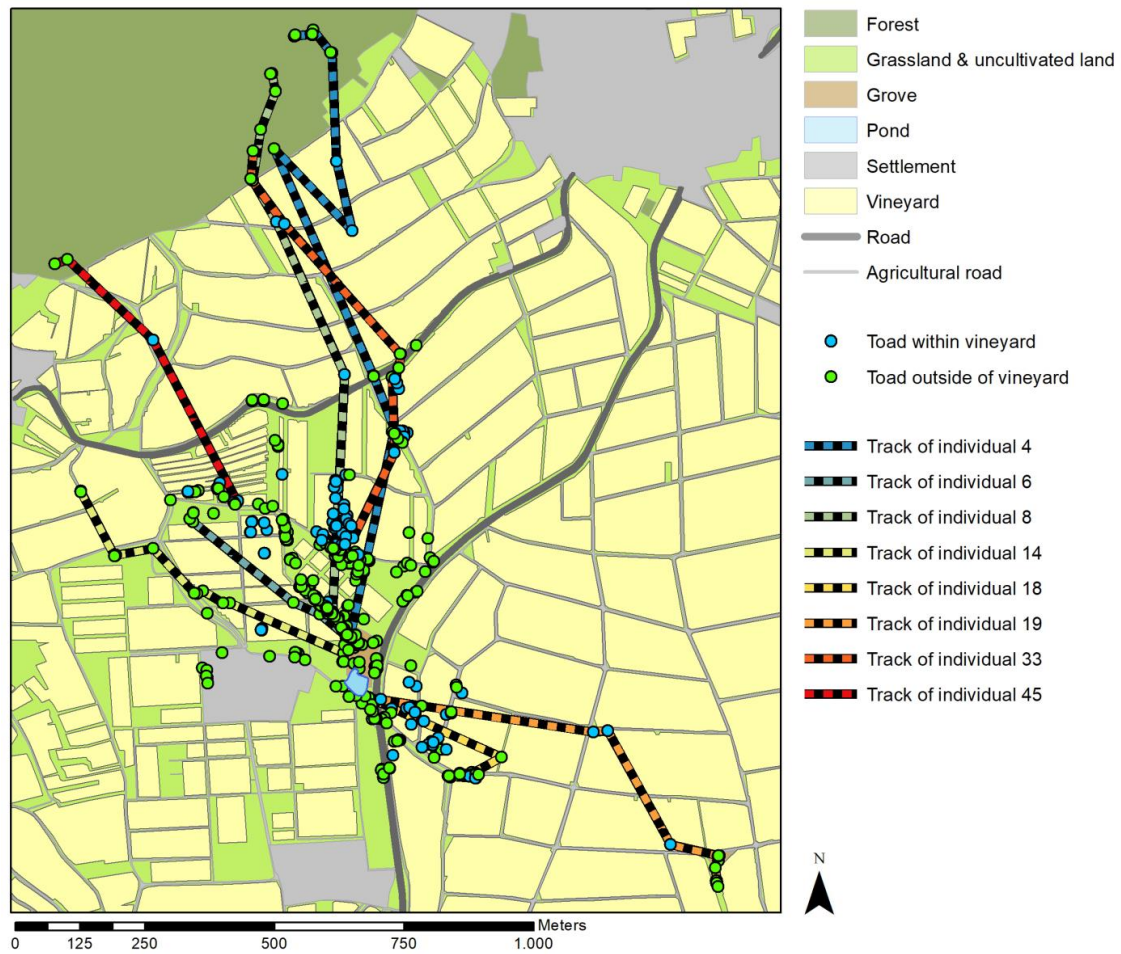 Forest
Grassland & uncultivated land
Grove
Pond
Settlement
Vineyard
Road
Agricultural road
Toad within vineyard
Toad outside of vineyard
Track of individual 4
Track of individual 6
Track of individual 8
Track of individual 14
Track of individual 18
Track of individual 19
Track of individual 33
Track of individual 45
N
Meters
0 125 250 500 750 1.000